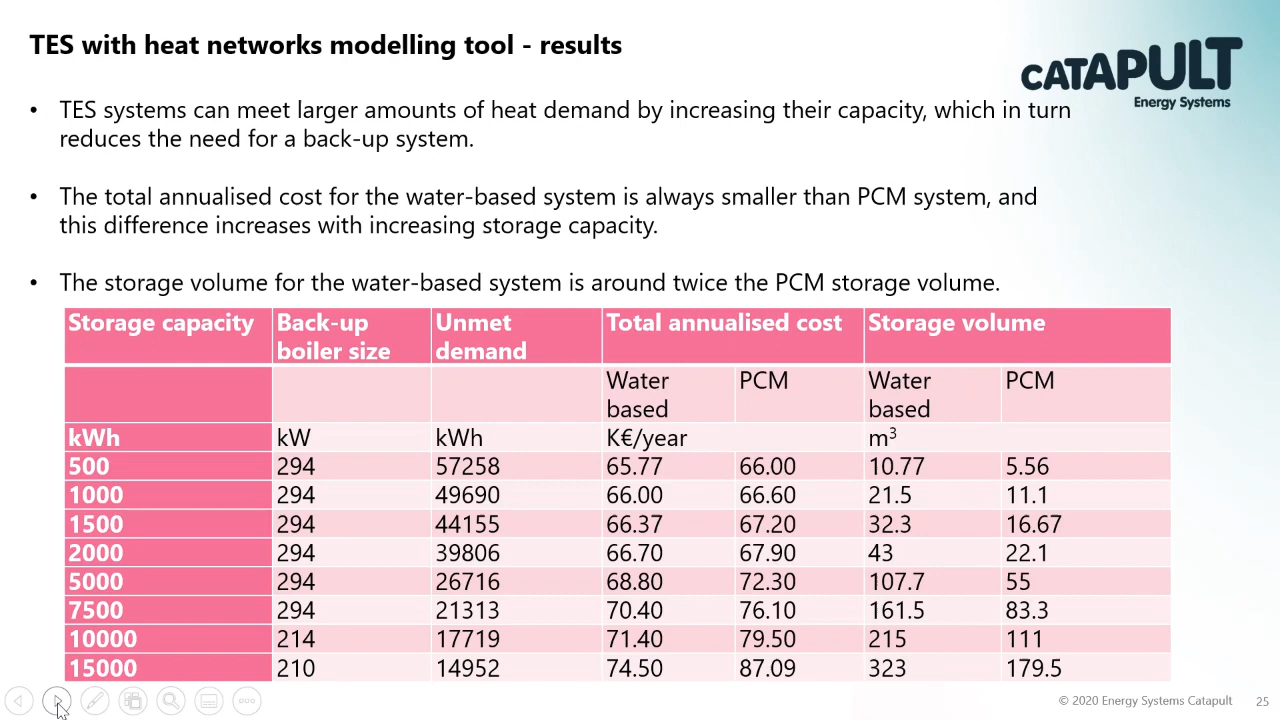 TES with heat networks modelling tool - results
CATAPULT
Energy Systems
• TES systems can meet larger amounts of heat demand by increasing their capacity, which in turn
reduces the need for a back-up system.
• The total annualised cost for the water-based system is always smaller than PCM system, and
this difference increases with increasing storage capacity.
• The storage volume for the water-based system is around twice the PCM storage volume.
Storage capacity Back-up boiler size Unmet demand Total annualised cost Storage volume
Water based PCM Water based PCM
kWh kW kWh K€/year m³
500 294 57258 65.77 66.00 10.77 5.56
1000 294 49690 66.00 66.60 21.5 11.1
1500 294 44155 66.37 67.20 32.3 16.67
2000 294 39806 66.70 67.90 43 22.1
5000 294 26716 68.80 72.30 107.7 55
7500 294 21313 70.40 76.10 161.5 83.3
10000 214 17719 71.40 79.50 215 111
15000 210 14952 74.50 87.09 323 179.5
© 2020 Energy Systems Catapult 25